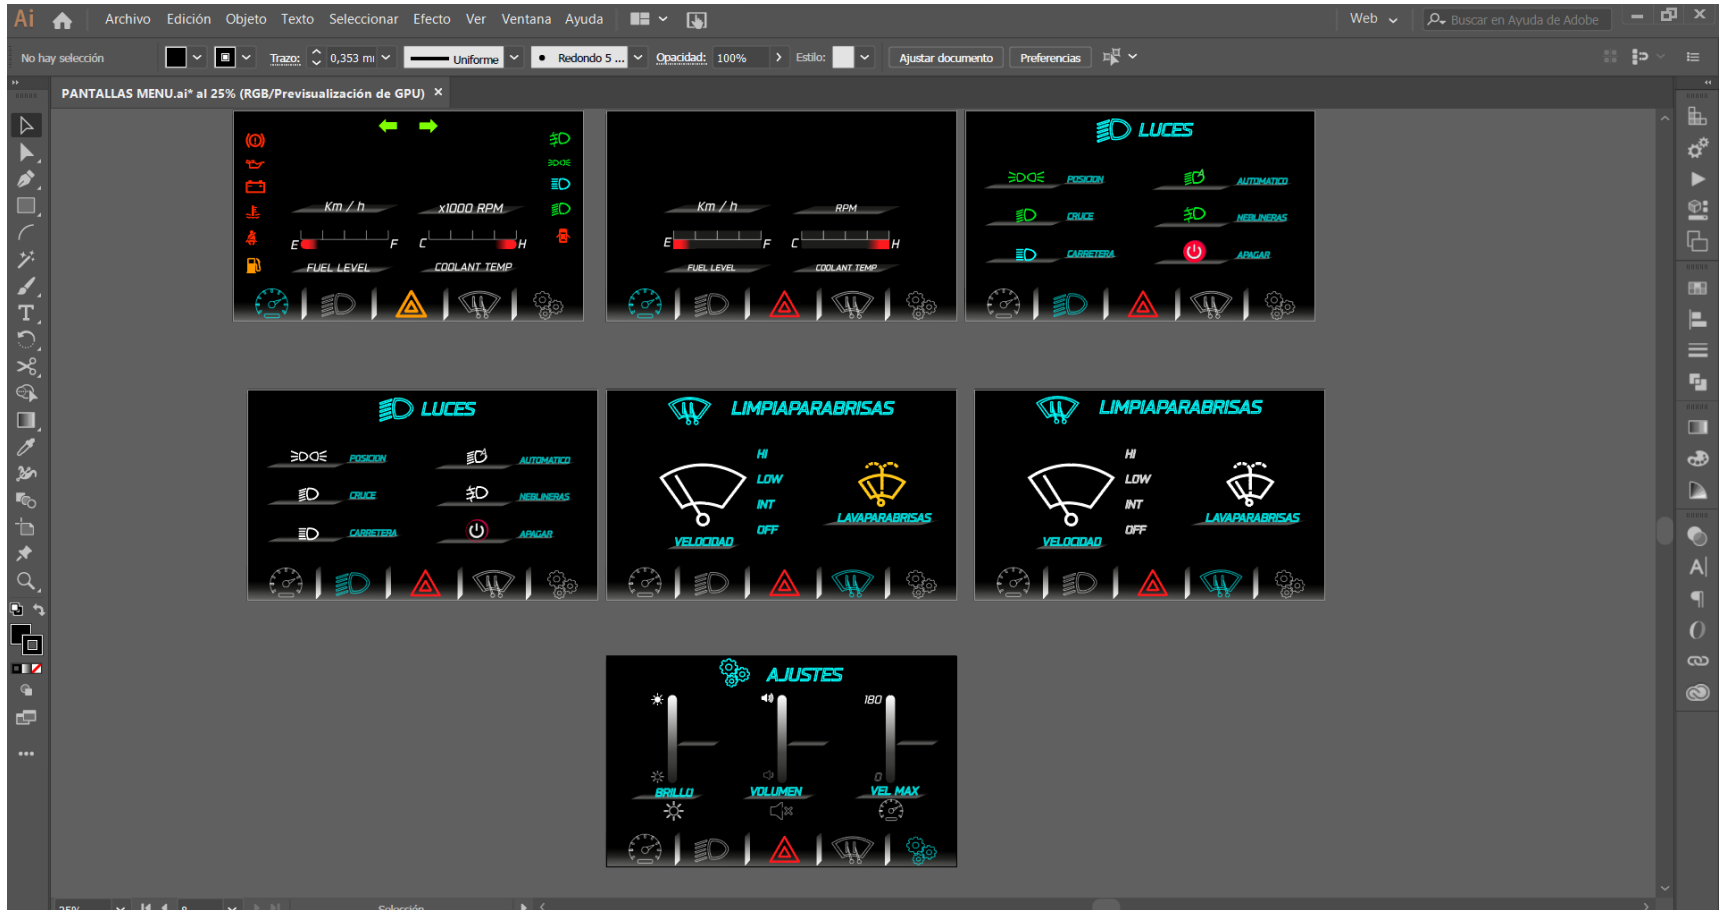 Ai Archivo Edición Objeto Texto Seleccionar Efecto Ver Ventana Ayuda Web Buscar en Ayuda de Adobe
No hay selección Trazo: 0,353 mı Uniforme Redondo 5 ... Opacidad: 100% Estilo: Ajustar documento Preferencias
PANTALLAS MENU.ai* al 25% (RGB/Previsualización de GPU) ×
Km / h x1000 RPM
E F C H
FUEL LEVEL COOLANT TEMP
Km / h RPM
E F C H
FUEL LEVEL COOLANT TEMP
LUCES
POSICION AUTOMATICO
CRUCE NEBLINERAS
CARRETERA APAGAR
LUCES
POSICION AUTOMATICO
CRUCE NEBLINERAS
CARRETERA APAGAR
LIMPIAPARABRISAS
HI
LOW
INT
OFF
LAVAPARABRISAS
VELOCIDAD
LIMPIAPARABRISAS
HI
LOW
INT
OFF
LAVAPARABRISAS
VELOCIDAD
AJUSTES
180
0
BRILLO VOLUMEN VEL MAX
25% 8 Selección